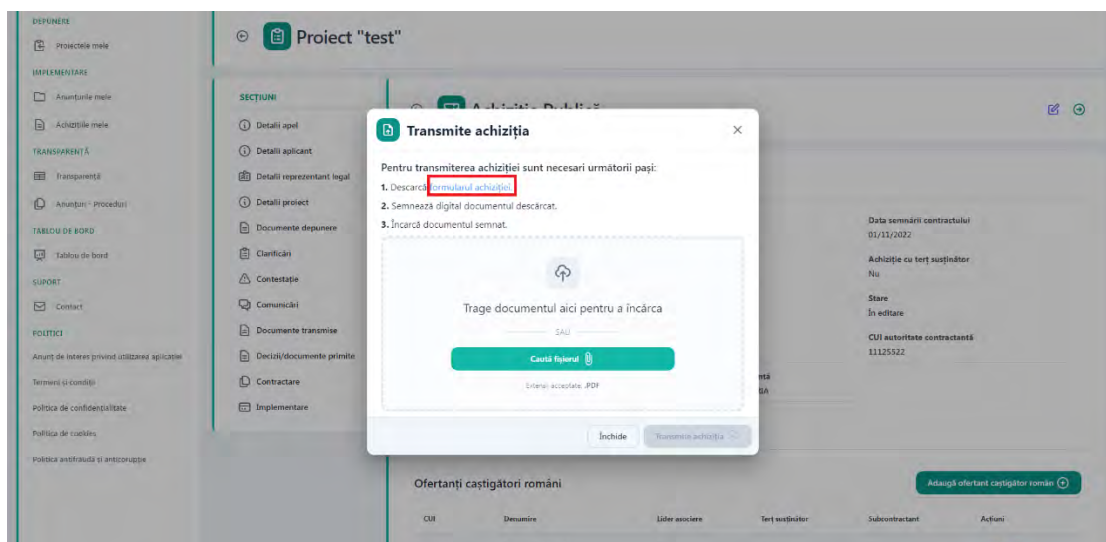 DEPUNERE
Proiectele mele
IMPLEMENTARE
Anunțurile mele
Achizițiile mele
TRANSPARENȚĂ
Transparență
Anunțuri - Proceduri
TABLOU DE BORD
Tablou de bord
SUPORT
Contact
POLITICI
Anunț de interes privind utilizarea aplicației
Termeni și condiții
Politica de confidențialitate
Politica de cookies
Politica antifraudă și anticorupție
Proiect "test"
SECȚIUNI
Detalii apel
Detalii aplicant
Detalii reprezentant legal
Detalii proiect
Documente depunere
Clarificări
Contestație
Comunicări
Documente transmise
Decizii/documente primite
Contractare
Implementare
Achiziție Publică
Transmite achiziția
Pentru transmiterea achiziției sunt necesari următorii pași:
1. Descarcă formularul achiziției.
2. Semnează digital documentul descărcat.
3. Încarcă documentul semnat.
Trage documentul aici pentru a încărca
SAU
Caută fișierul
Extensii acceptate: .PDF
Închide
Transmite achiziția
Data semnării contractului
01/11/2022
Achiziție cu terț susținător
Nu
Stare
În editare
CUI autoritate contractantă
11125522
Ofertanți caștigători români
Adaugă ofertant caștigător român
CUI Denumire Lider asociere Terț susținător Subcontractant Acțiuni